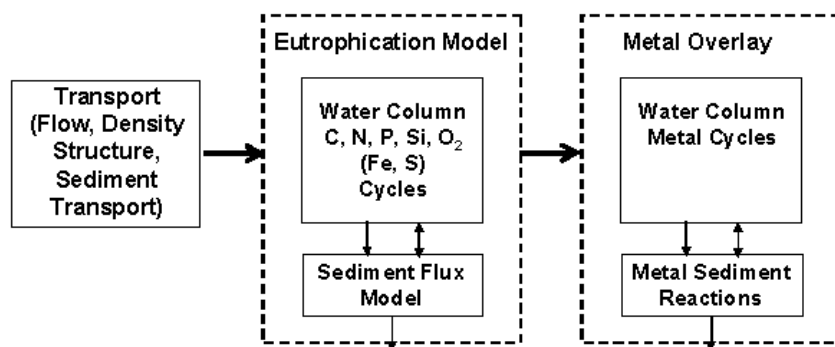 Transport
(Flow, Density
Structure,
Sediment
Transport)
Eutrophication Model
Water Column
C, N, P, Si, O₂
(Fe, S)
Cycles
Sediment Flux
Model
Metal Overlay
Water Column
Metal Cycles
Metal Sediment
Reactions